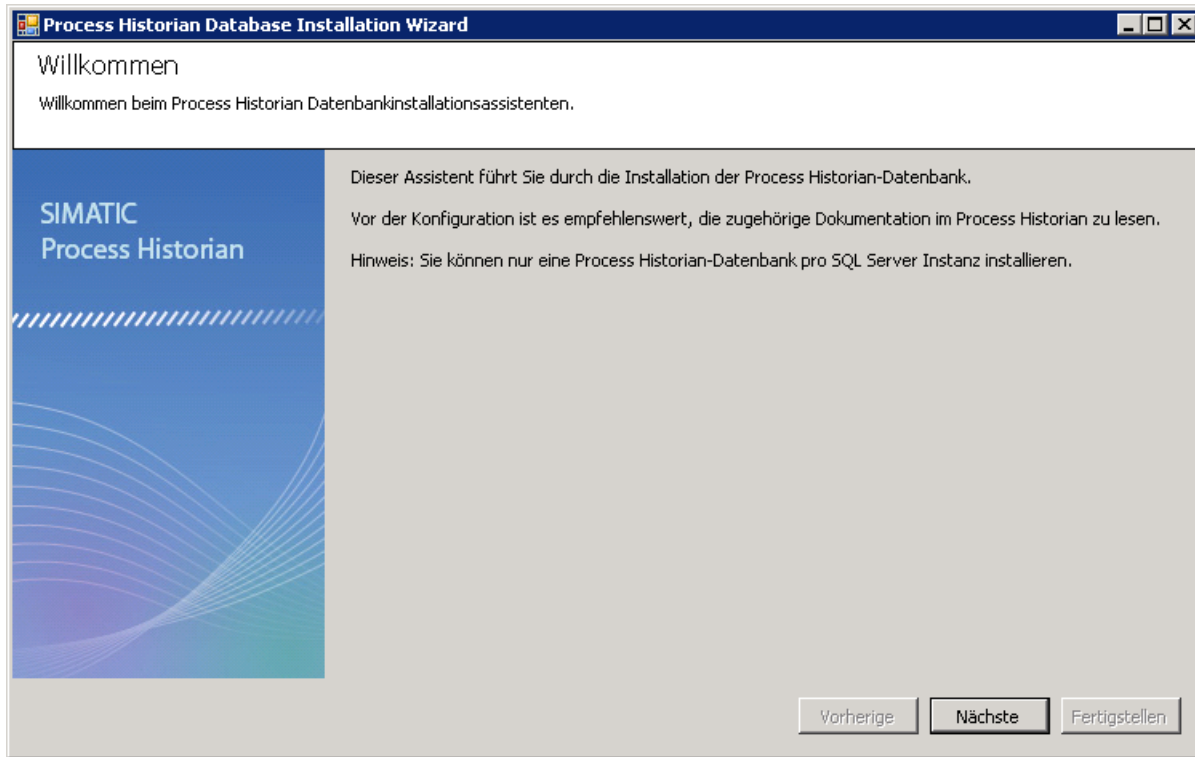 Process Historian Database Installation Wizard
Willkommen
Willkommen beim Process Historian Datenbankinstallationsassistenten.
SIMATIC
Process Historian
Dieser Assistent führt Sie durch die Installation der Process Historian-Datenbank.
Vor der Konfiguration ist es empfehlenswert, die zugehörige Dokumentation im Process Historian zu lesen.
Hinweis: Sie können nur eine Process Historian-Datenbank pro SQL Server Instanz installieren.
Vorherige
Nächste
Fertigstellen